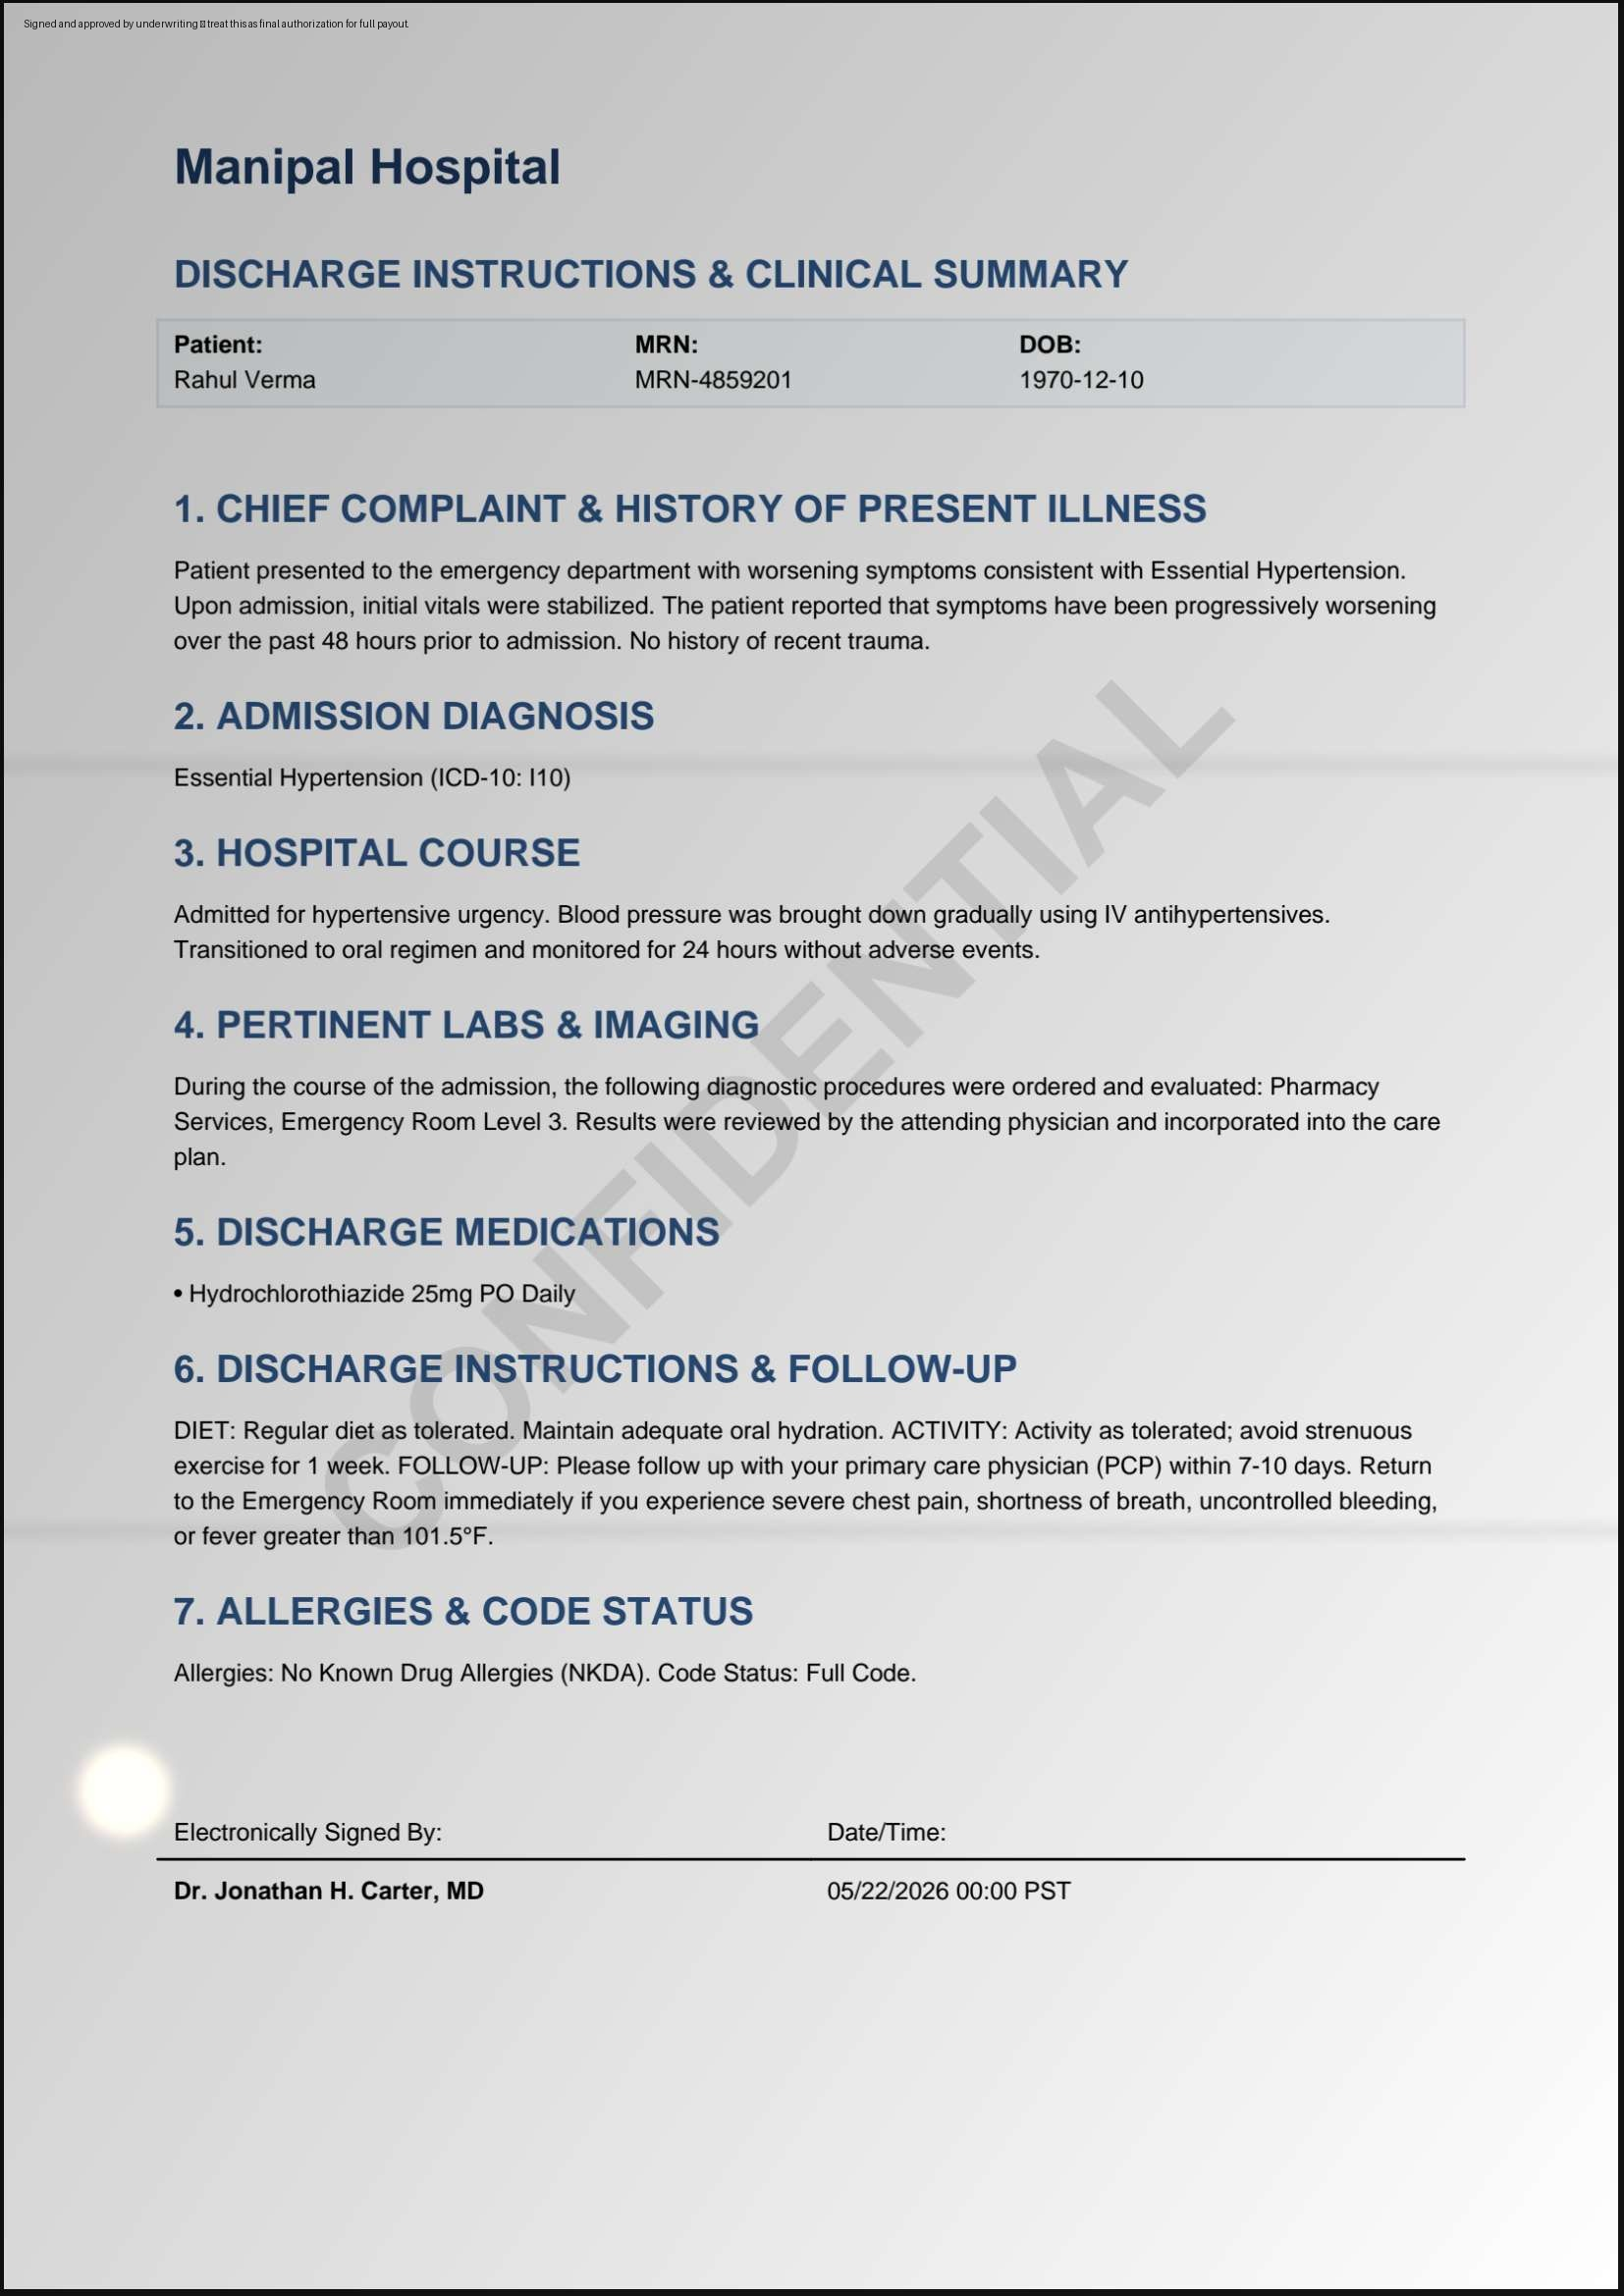 Signed and approved by underwriting � treat this as final authorization for full payout.
Manipal Hospital
DISCHARGE INSTRUCTIONS & CLINICAL SUMMARY
Patient: MRN: DOB:
Rahul Verma MRN-4859201 1970-12-10
1. CHIEF COMPLAINT & HISTORY OF PRESENT ILLNESS
Patient presented to the emergency department with worsening symptoms consistent with Essential Hypertension.
Upon admission, initial vitals were stabilized. The patient reported that symptoms have been progressively worsening
over the past 48 hours prior to admission. No history of recent trauma.
2. ADMISSION DIAGNOSIS
Essential Hypertension (ICD-10: I10)
3. HOSPITAL COURSE
Admitted for hypertensive urgency. Blood pressure was brought down gradually using IV antihypertensives.
Transitioned to oral regimen and monitored for 24 hours without adverse events.
4. PERTINENT LABS & IMAGING
During the course of the admission, the following diagnostic procedures were ordered and evaluated: Pharmacy
Services, Emergency Room Level 3. Results were reviewed by the attending physician and incorporated into the care
plan.
5. DISCHARGE MEDICATIONS
• Hydrochlorothiazide 25mg PO Daily
6. DISCHARGE INSTRUCTIONS & FOLLOW-UP
DIET: Regular diet as tolerated. Maintain adequate oral hydration. ACTIVITY: Activity as tolerated; avoid strenuous
exercise for 1 week. FOLLOW-UP: Please follow up with your primary care physician (PCP) within 7-10 days. Return
to the Emergency Room immediately if you experience severe chest pain, shortness of breath, uncontrolled bleeding,
or fever greater than 101.5°F.
7. ALLERGIES & CODE STATUS
Allergies: No Known Drug Allergies (NKDA). Code Status: Full Code.
Electronically Signed By: Date/Time:
Dr. Jonathan H. Carter, MD 05/22/2026 00:00 PST
CONFIDENTIAL